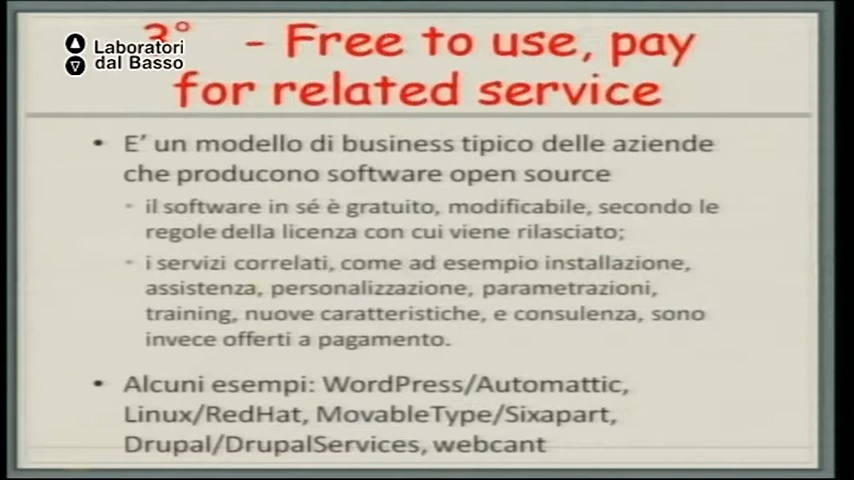 3° - Free to use, pay
for related service
Laboratori
dal Basso
• E' un modello di business tipico delle aziende
che producono software open source
- il software in sé è gratuito, modificabile, secondo le
regole della licenza con cui viene rilasciato;
- i servizi correlati, come ad esempio installazione,
assistenza, personalizzazione, parametrazioni,
training, nuove caratteristiche, e consulenza, sono
invece offerti a pagamento.
• Alcuni esempi: WordPress/Automattic,
Linux/RedHat, MovableType/Sixapart,
Drupal/DrupalServices, webcant